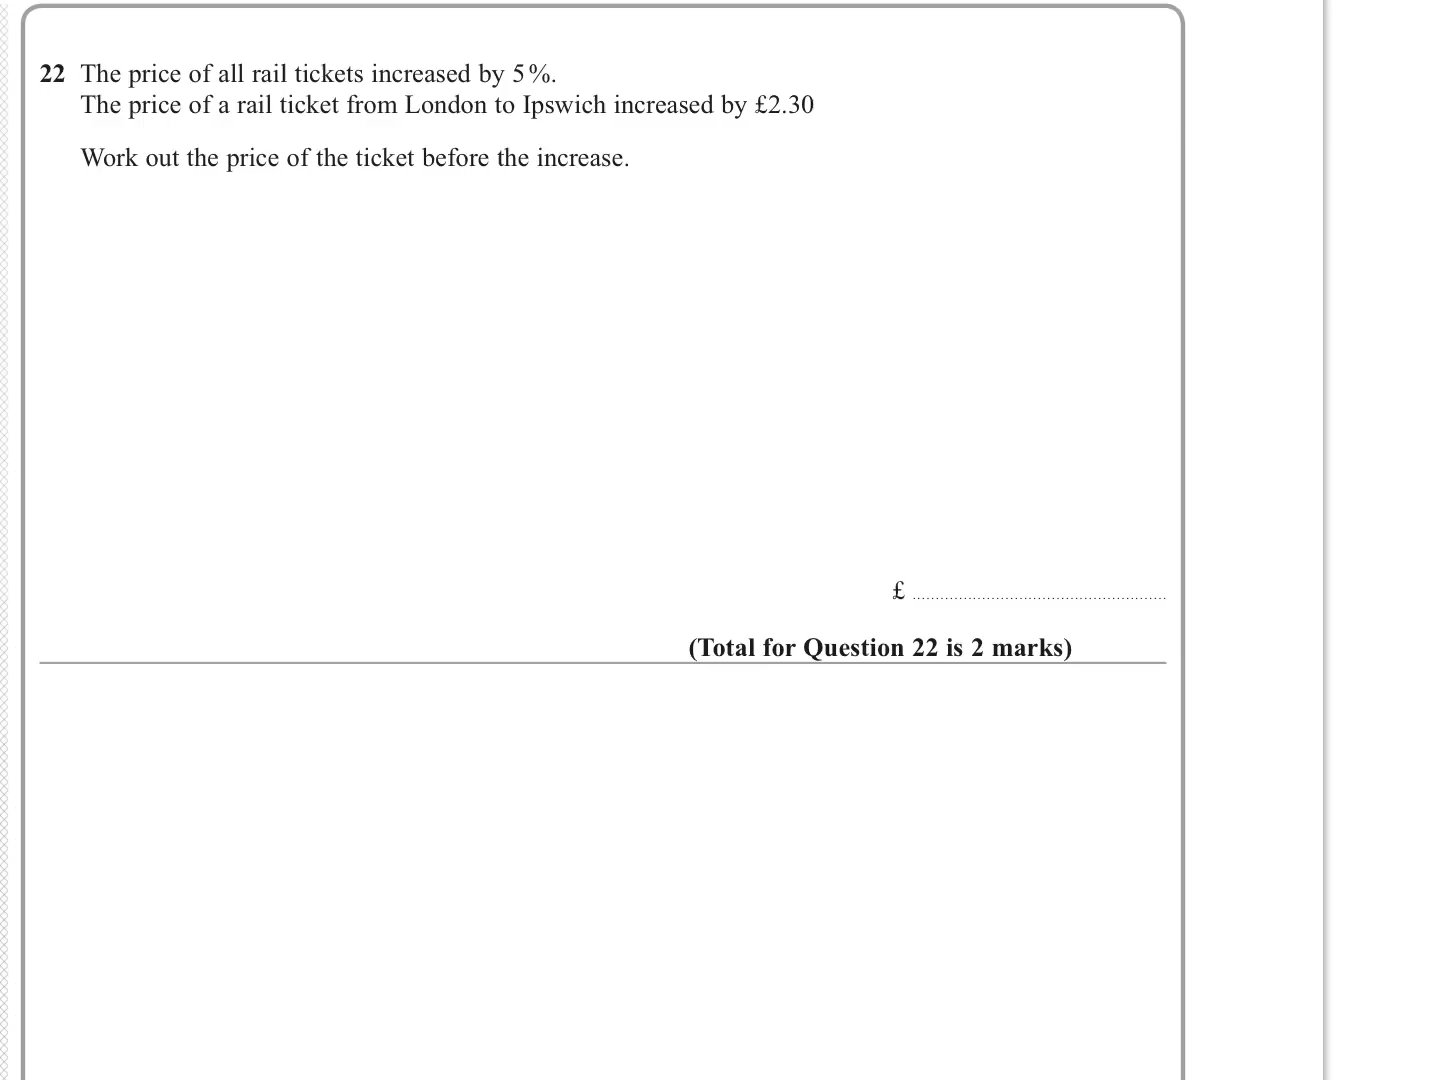 22 The price of all rail tickets increased by 5%.
The price of a rail ticket from London to Ipswich increased by £2.30
Work out the price of the ticket before the increase.
£ ........................................................
(Total for Question 22 is 2 marks)